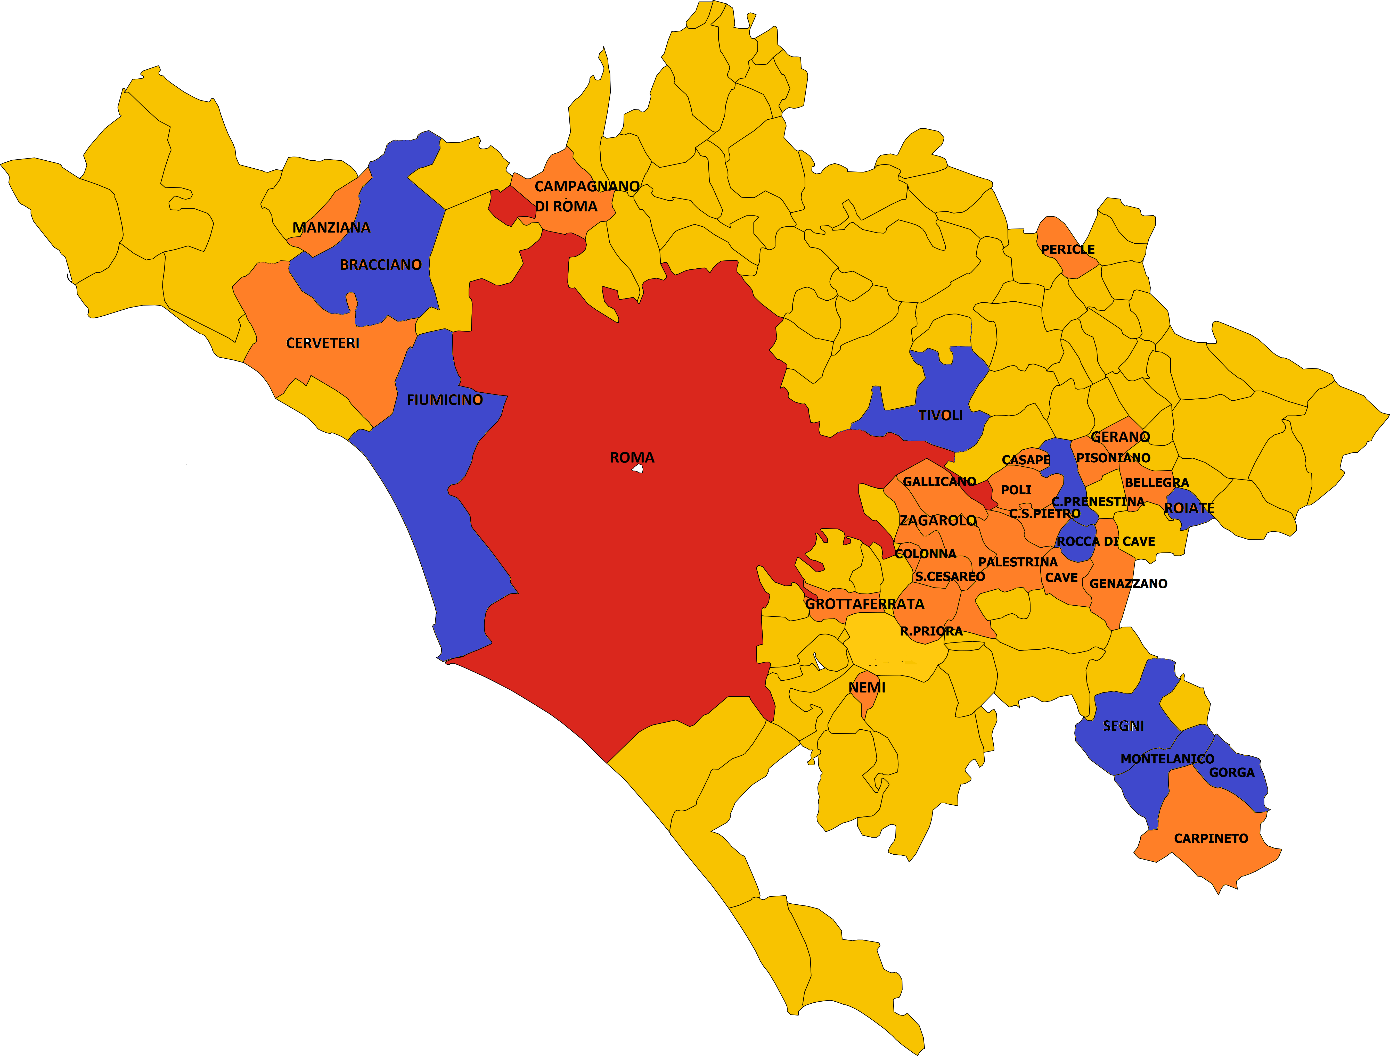 CAMPAGNANO
DI ROMA
MANZIANA
PERICLE
BRACCIANO
CERVETERI
FIUMICINO
TIVOLI
GERANO
ROMA
CASAPE
PISONIANO
GALLICANO
BELLEGRA
POLI
C.PRENESTINA
ROIATE
C.S.PIETRO
ZAGAROLO
ROCCA DI CAVE
COLONNA
PALESTRINA
S.CESAREO
CAVE
GENAZZANO
GROTTAFERRATA
R.PRIORA
NEMI
SEGNI
MONTELANICO
GORGA
CARPINETO